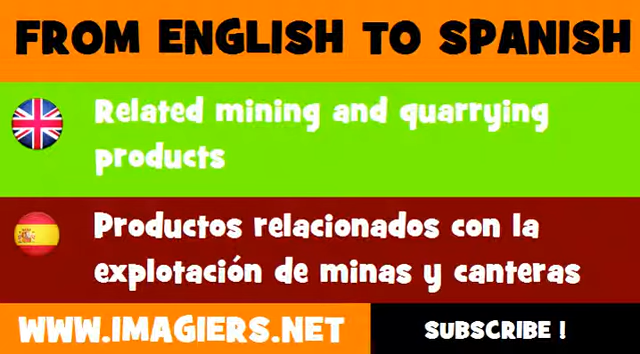 FROM ENGLISH TO SPANISH
Related mining and quarrying
products
Productos relacionados con la
explotación de minas y canteras
WWW.IMAGIERS.NET
SUBSCRIBE !